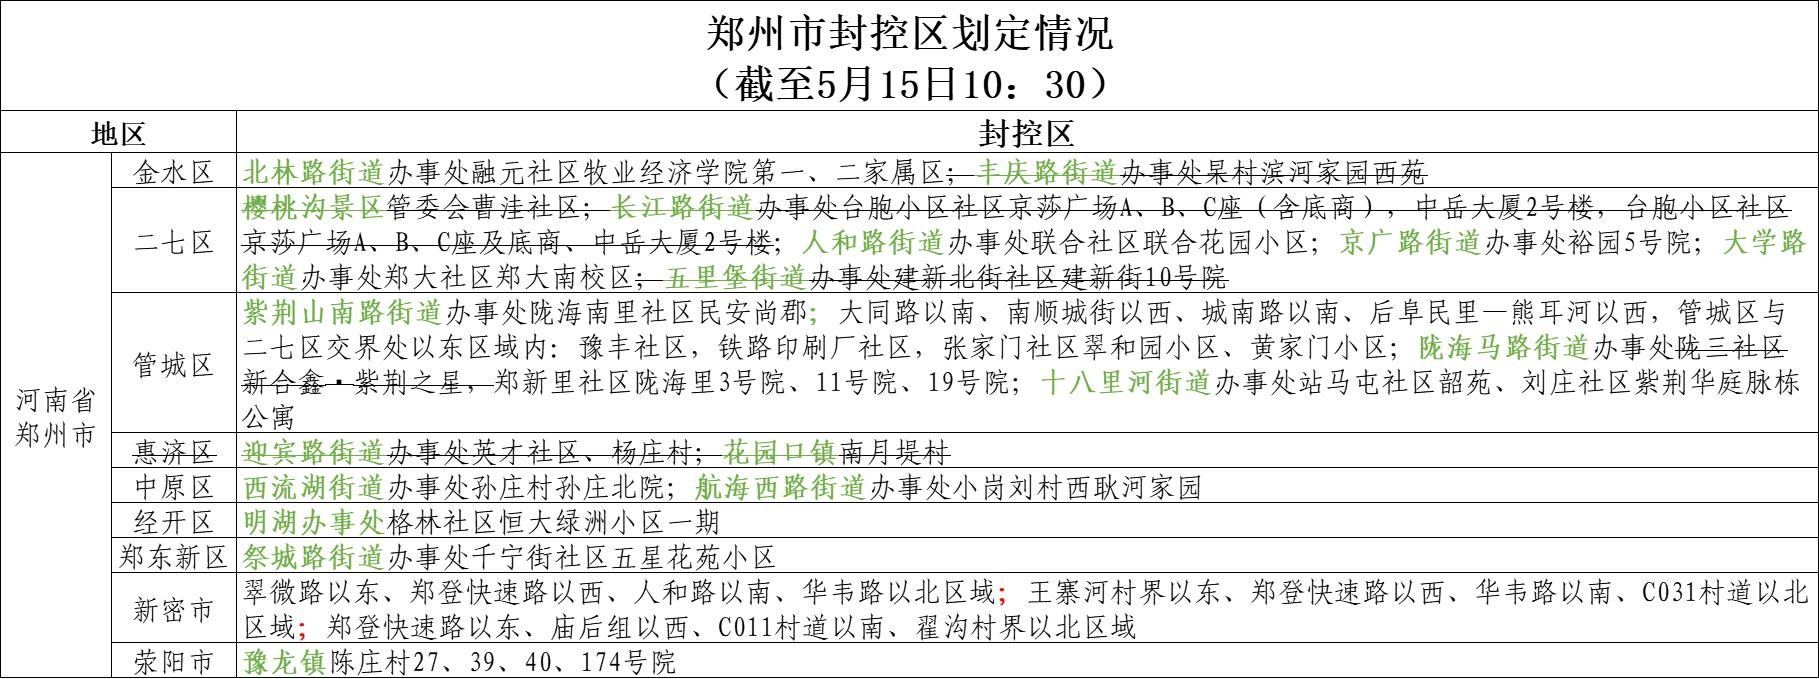 郑州市封控区划定情况
（截至5月15日10：30）
地区
封控区
河南省
郑州市
金水区
北林路街道办事处融元社区牧业经济学院第一、二家属区；丰庆路街道办事处杲村滨河家园西苑
二七区
樱桃沟景区管委会曹洼社区；长江路街道办事处台胞小区社区京莎广场A、B、C座（含底商），中岳大厦2号楼，台胞小区社区
京莎广场A、B、C座及底商、中岳大厦2号楼；人和路街道办事处联合社区联合花园小区；京广路街道办事处裕园5号院；大学路
街道办事处郑大社区郑大南校区；五里堡街道办事处建新北街社区建新街10号院
管城区
紫荆山南路街道办事处陇海南里社区民安尚郡；大同路以南、南顺城街以西、城南路以南、后阜民里—熊耳河以西，管城区与
二七区交界处以东区域内：豫丰社区，铁路印刷厂社区，张家门社区翠和园小区、黄家门小区；陇海马路街道办事处陇三社区
新合鑫·紫荆之星，郑新里社区陇海里3号院、11号院、19号院；十八里河街道办事处站马屯社区韶苑、刘庄社区紫荆华庭脉栋
公寓
惠济区
迎宾路街道办事处英才社区、杨庄村；花园口镇南月堤村
中原区
西流湖街道办事处孙庄村孙庄北院；航海西路街道办事处小岗刘村西耿河家园
经开区
明湖办事处格林社区恒大绿洲小区一期
郑东新区
祭城路街道办事处千宁街社区五星花苑小区
新密市
翠微路以东、郑登快速路以西、人和路以南、华韦路以北区域；王寨河村界以东、郑登快速路以西、华韦路以南、C031村道以北
区域；郑登快速路以东、庙后组以西、C011村道以南、翟沟村界以北区域
荥阳市
豫龙镇陈庄村27、39、40、174号院